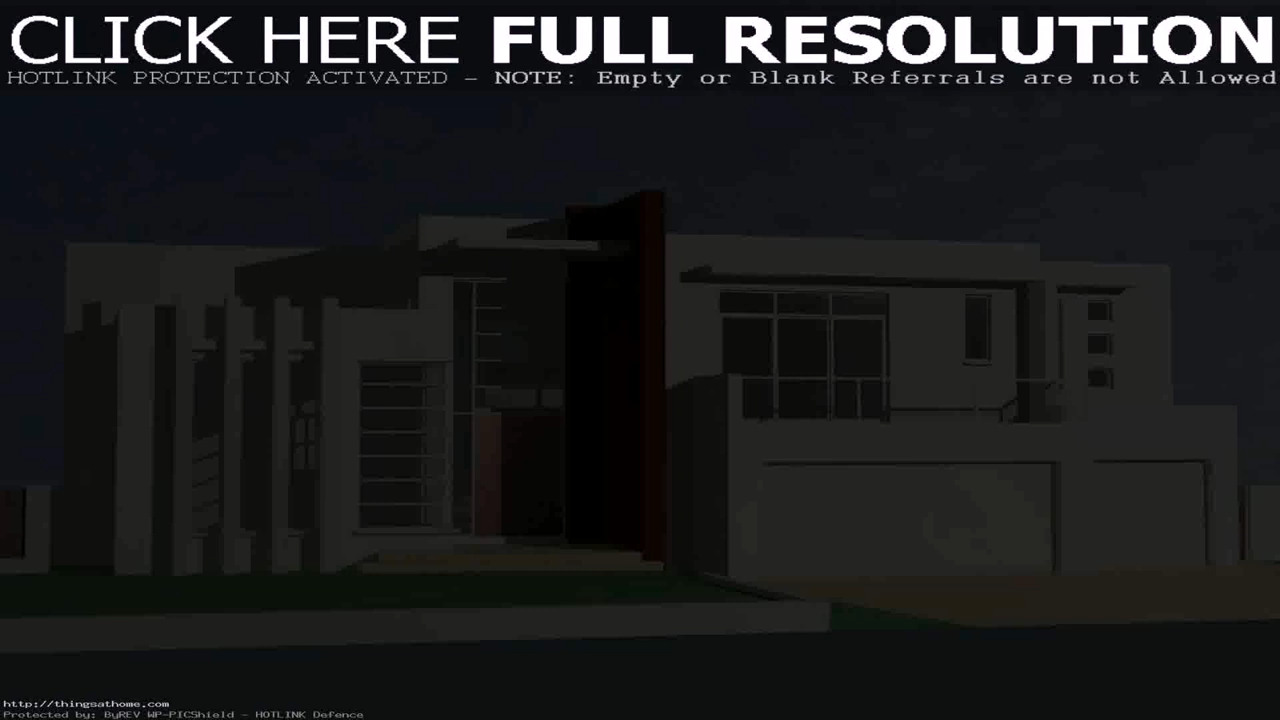 CLICK HERE FULL RESOLUTION
HOTLINK PROTECTION ACTIVATED – NOTE: Empty or Blank Referrals are not Allowed
http://thingsathome.com
Protected by: ByREV WP-PICShield – HOTLINK Defence